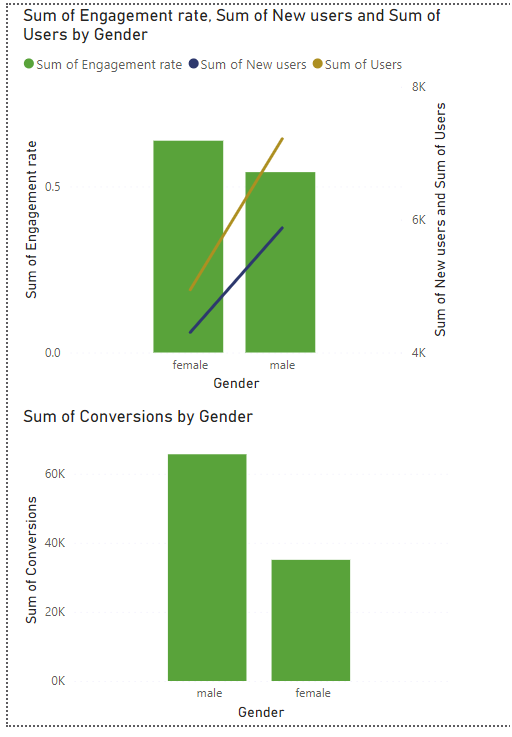 Sum of Engagement rate, Sum of New users and Sum of
Users by Gender
Sum of Engagement rate Sum of New users Sum of Users
8K
6K
4K
Sum of New users and Sum of Users
Sum of Engagement rate
0.5
0.0
female male
Gender
Sum of Conversions by Gender
Sum of Conversions
60K
40K
20K
0K
male female
Gender